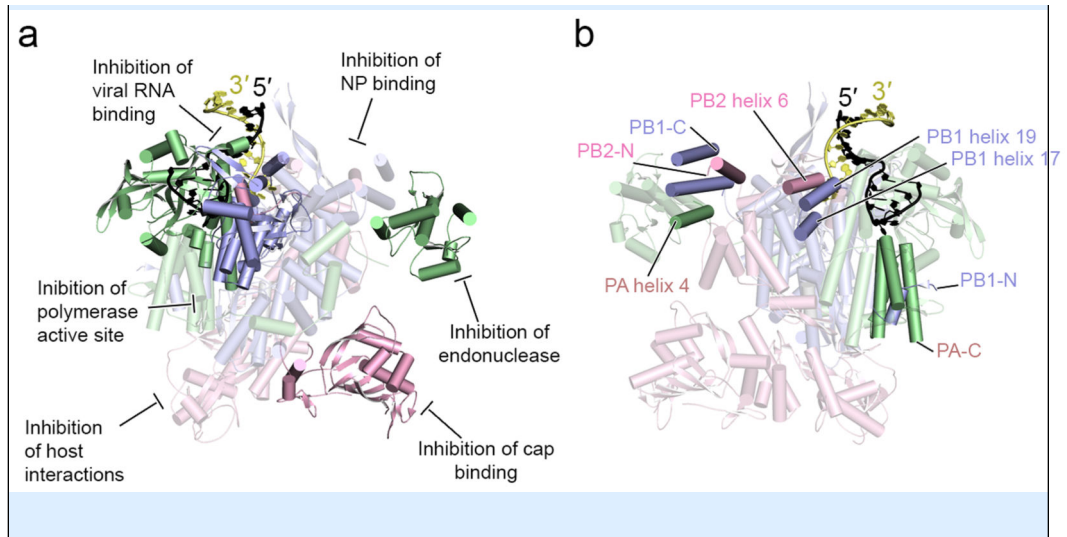 a
Inhibition of
viral RNA
binding
3′ 5′
Inhibition of
NP binding
Inibition of
polymerase
active site
Inhibition of
endonuclease
Inhibition
of host
interactions
Inhibition of cap
binding
b
5′ 3′
PB2 helix 6
PB1-C
PB2-N
PB1 helix 19
PB1 helix 17
PA helix 4
PB1-N
PA-C